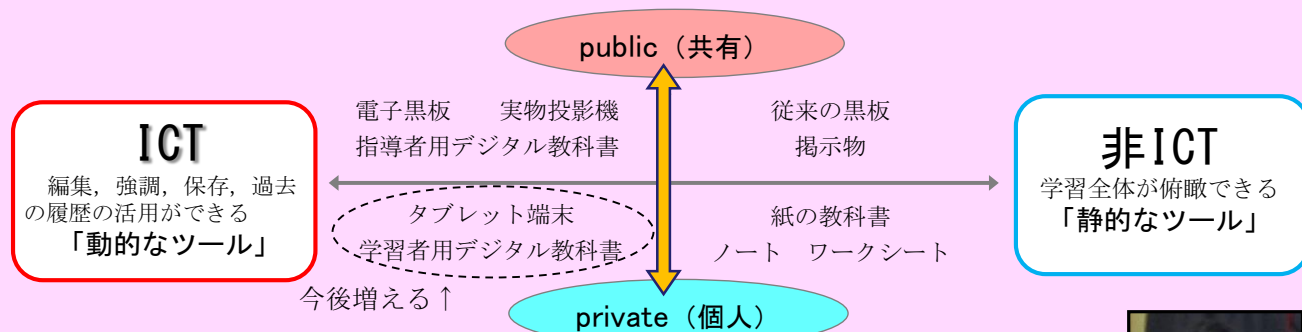 public（共有）
電子黒板　実物投影機
指導者用デジタル教科書
従来の黒板
掲示物
ICT
編集，強調，保存，過去
の履歴の活用ができる
「動的なツール」
非ICT
学習全体が俯瞰できる
「静的なツール」
タブレット端末
学習者用デジタル教科書
紙の教科書
ノート　ワークシート
今後増える↑
private（個人）